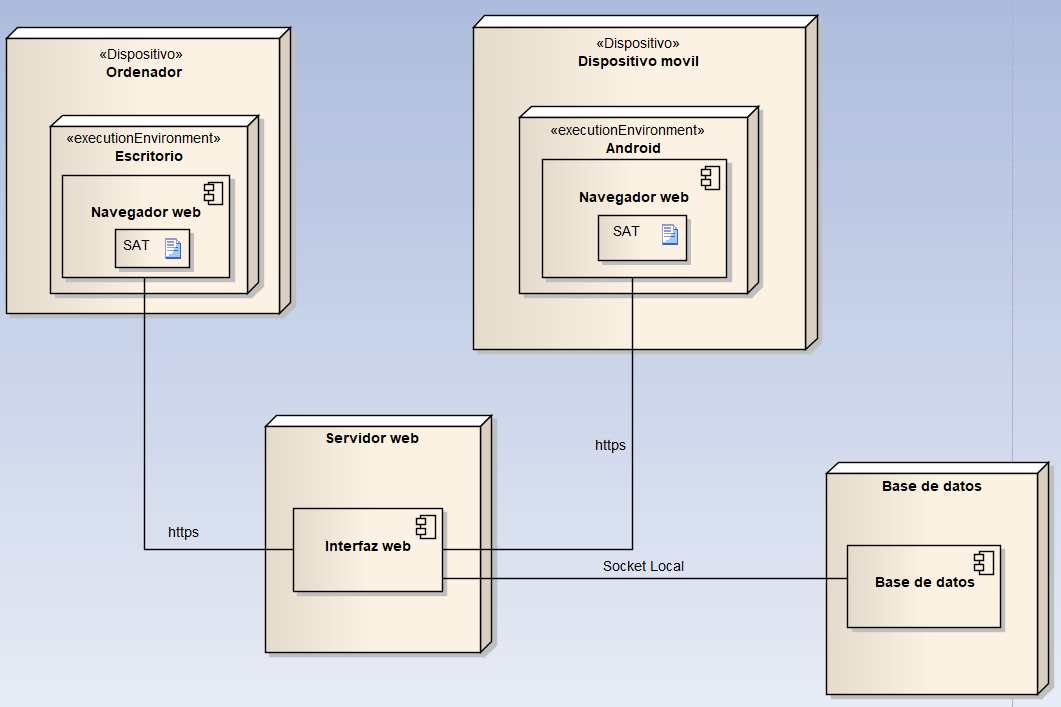 «Dispositivo»
Ordenador
«executionEnvironment»
Escritorio
Navegador web
SAT
«Dispositivo»
Dispositivo movil
«executionEnvironment»
Android
Navegador web
SAT
Servidor web
Interfaz web
https
https
Socket Local
Base de datos
Base de datos